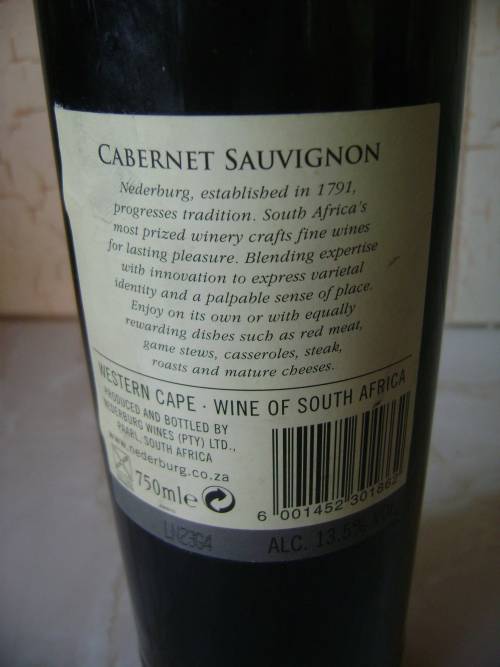 CABERNET SAUVIGNON
Nederburg, established in 1791,
progresses tradition. South Africa's
most prized winery crafts fine wines
for lasting pleasure. Blending expertise
with innovation to express varietal
identity and a palpable sense of place.
Enjoy on its own or with equally
rewarding dishes such as red meat,
game stews, casseroles, steak,
roasts and mature cheeses.
WESTERN CAPE · WINE OF SOUTH AFRICA
PRODUCED AND BOTTLED BY
NEDERBURG WINES (PTY) LTD.,
PAARL, SOUTH AFRICA
www.nederburg.co.za
750ml e
6 001452 301862
ALC. 13.5%